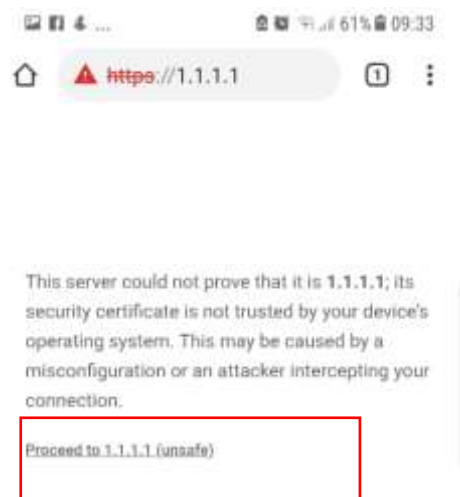 ... 61% 09:33
https://1.1.1.1 1
This server could not prove that it is 1.1.1.1; its
security certificate is not trusted by your device's
operating system. This may be caused by a
misconfiguration or an attacker intercepting your
connection.
Proceed to 1.1.1.1 (unsafe)